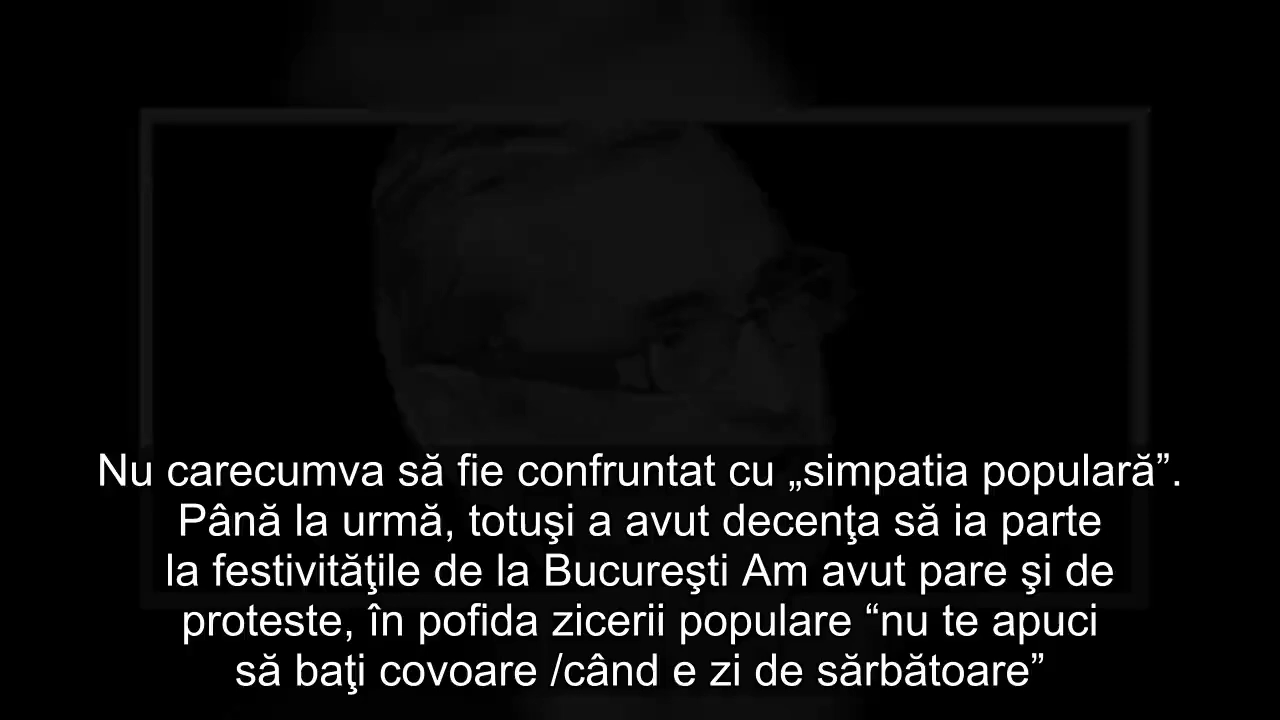 Nu carecumva să fie confruntat cu „simpatia populară”.
Până la urmă, totuşi a avut decenţa să ia parte
la festivităţile de la Bucureşti Am avut pare şi de
proteste, în pofida zicerii populare “nu te apuci
să baţi covoare /când e zi de sărbătoare”